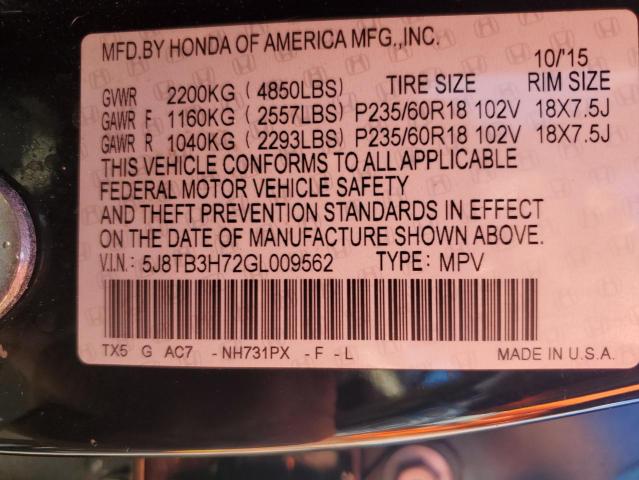 MFD.BY HONDA OF AMERICA MFG.,INC.
10/'15
GVWR 2200KG (4850LBS) TIRE SIZE RIM SIZE
GAWR F 1160KG (2557LBS) P235/60R18 102V 18X7.5J
GAWR R 1040KG (2293LBS) P235/60R18 102V 18X7.5J
THIS VEHICLE CONFORMS TO ALL APPLICABLE
FEDERAL MOTOR VEHICLE SAFETY
AND THEFT PREVENTION STANDARDS IN EFFECT
ON THE DATE OF MANUFACTURE SHOWN ABOVE.
V.I.N: 5J8TB3H72GL009562 TYPE: MPV
TX5 G AC7 -NH731PX -F -L MADE IN U.S.A.